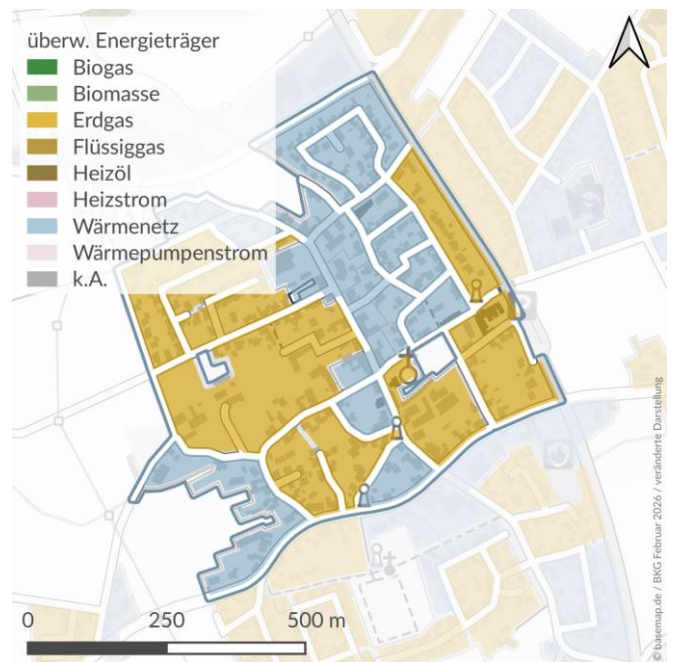 überw. Energieträger
Biogas
Biomasse
Erdgas
Flüssiggas
Heizöl
Heizstrom
Wärmenetz
Wärmepumpenstrom
k.A.
0 250 500 m
© basemap.de / BKG Februar 2026 / veränderte Darstellung